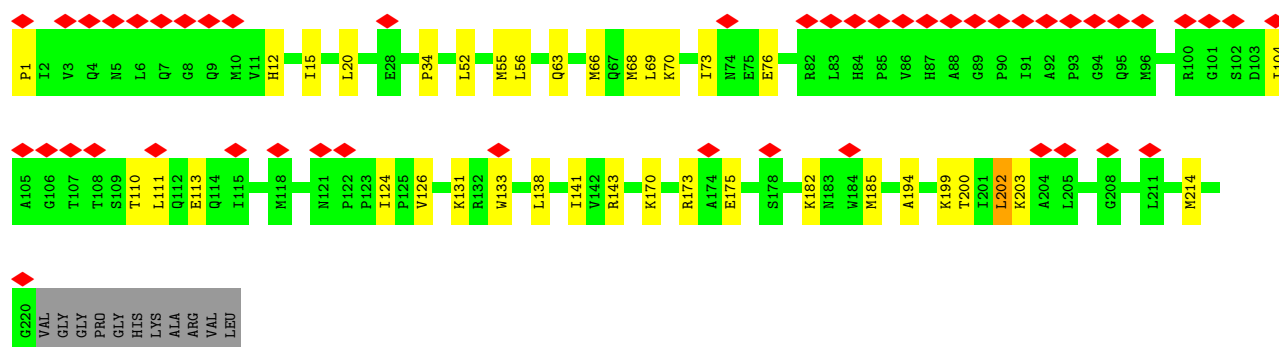 P1 I2 V3 Q4 N5 L6 Q7 G8 Q9 M10 V11 H12 I15 L20 E28 P34 L52 M55 L56 Q63 M66 Q67 M68 L69 K70 I73 N74 E75 E76 R82 L83 H84 P85 V86 H87 A88 G89 P90 I91 A92 P93 G94 Q95 M96 R100 G101 S102 D103 I104
A105 G106 T107 T108 S109 T110 L111 Q112 E113 Q114 I115 M118 N121 P122 P123 I124 P125 V126 K131 R132 W133 L138 I141 V142 R143 K170 R173 A174 E175 S178 K182 N183 W184 M185 A194 K199 T200 I201 L202 K203 A204 L205 G208 L211 M214
G220 VAL GLY GLY PRO GLY HIS LYS ALA ARG VAL LEU